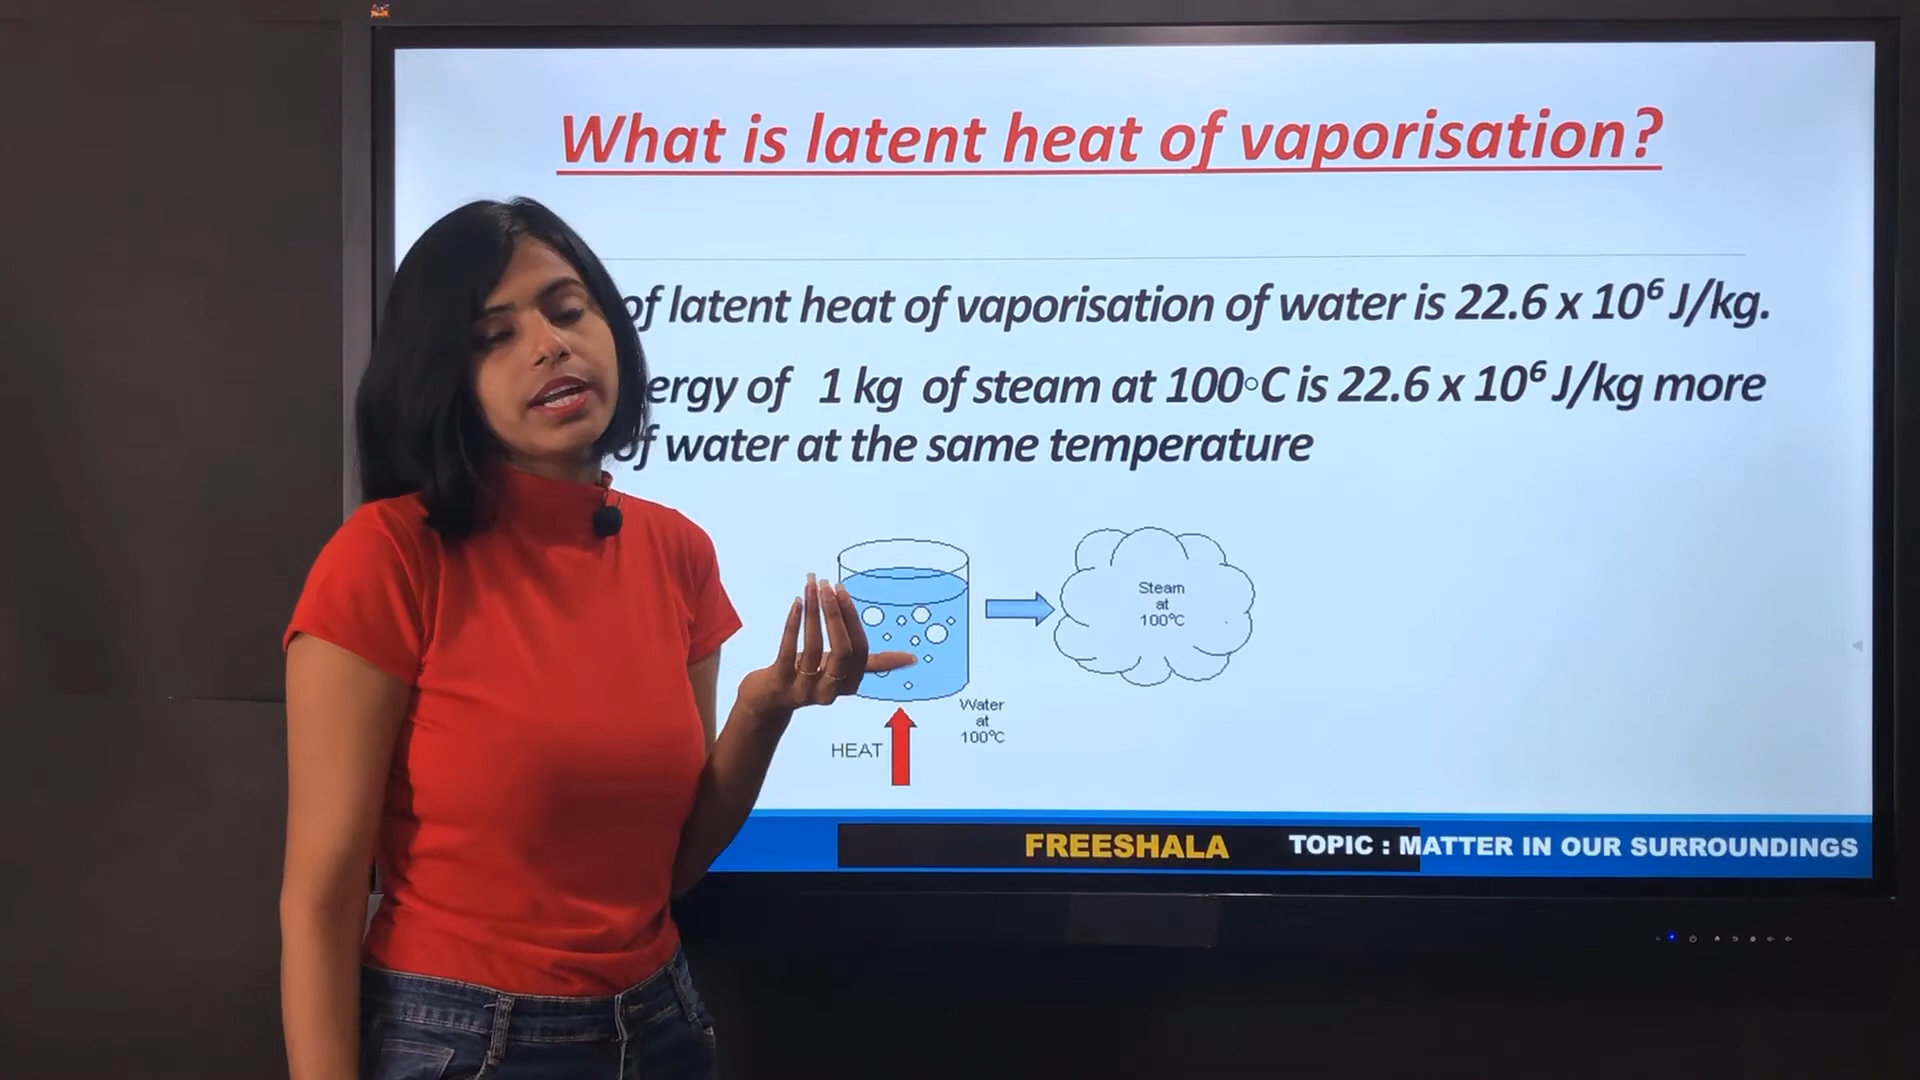 What is latent heat of vaporisation?
of latent heat of vaporisation of water is 22.6 x 10⁶ J/kg.
ergy of 1 kg of steam at 100◦C is 22.6 x 10⁶ J/kg more
of water at the same temperature
Steam
at
100°C
Water
at
100°C
HEAT
FREESHALA TOPIC : MATTER IN OUR SURROUNDINGS